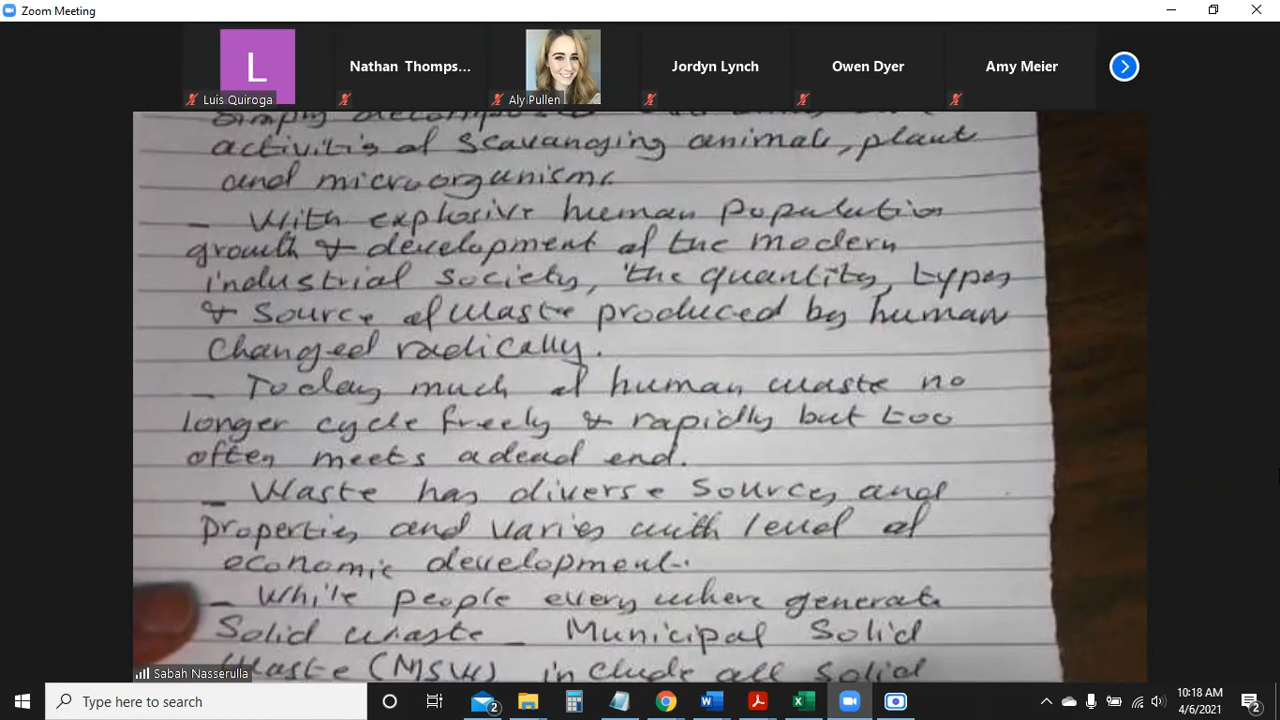 Zoom Meeting
L
Luis Quiroga
Nathan Thomps...
Aly Pullen
Jordyn Lynch
Owen Dyer
Amy Meier
Simply
activitis of scavanging animals, plant
and microorganisms
_ With explosive human population
growth & development of the modern
industrial society, the quantity, types
& source of waste produced by human
changed radically.
_ Today much of human waste no
longer cycle freely & rapidly but too
often meets a dead end.
_ Waste has diverse sources and
properties and varies with level of
economic development.
_ While people every where generate
Solid waste _ Municipal Solid
Waste (MSW) include all solid
Sabah Nasserulla
Type here to search
2
10:18 AM
4/6/2021
2